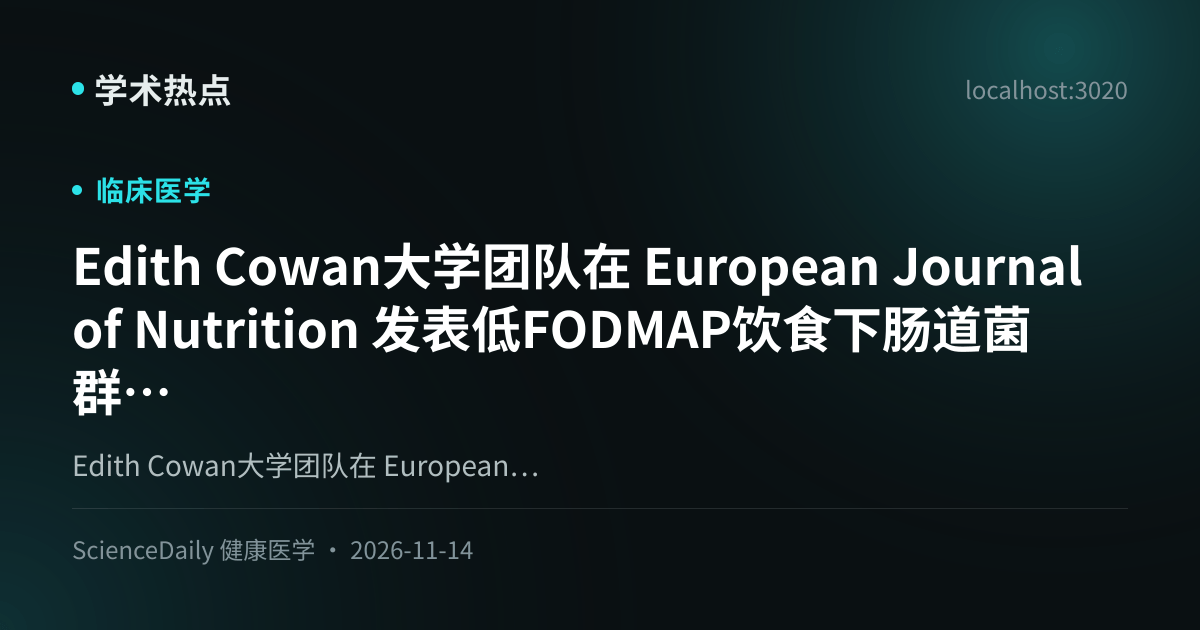 学术热点
localhost:3020
临床医学
Edith Cowan大学团队在 European Journal
of Nutrition 发表低FODMAP饮食下肠道菌
群…
Edith Cowan大学团队在 European…
ScienceDaily 健康医学 · 2026-11-14